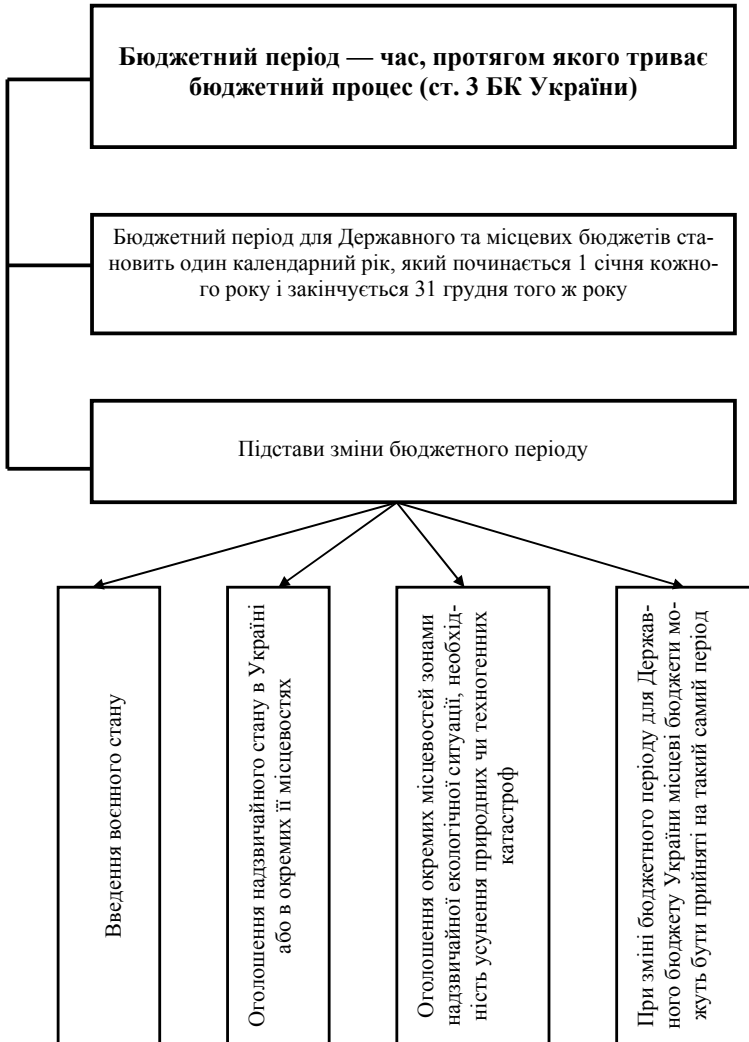 Бюджетний період — час, протягом якого триває
бюджетний процес (ст. 3 БК України)
Бюджетний період для Державного та місцевих бюджетів ста-
новить один календарний рік, який починається 1 січня кожно-
го року і закінчується 31 грудня того ж року
Підстави зміни бюджетного періоду
Введення воєнного стану
Оголошення надзвичайного стану в Україні
або в окремих її місцевостях
Оголошення окремих місцевостей зонами
надзвичайної екологічної ситуації, необхід-
ність усунення природних чи техногенних
катастроф
При зміні бюджетного періоду для Держав-
ного бюджету України місцеві бюджети мо-
жуть бути прийняті на такий самий період